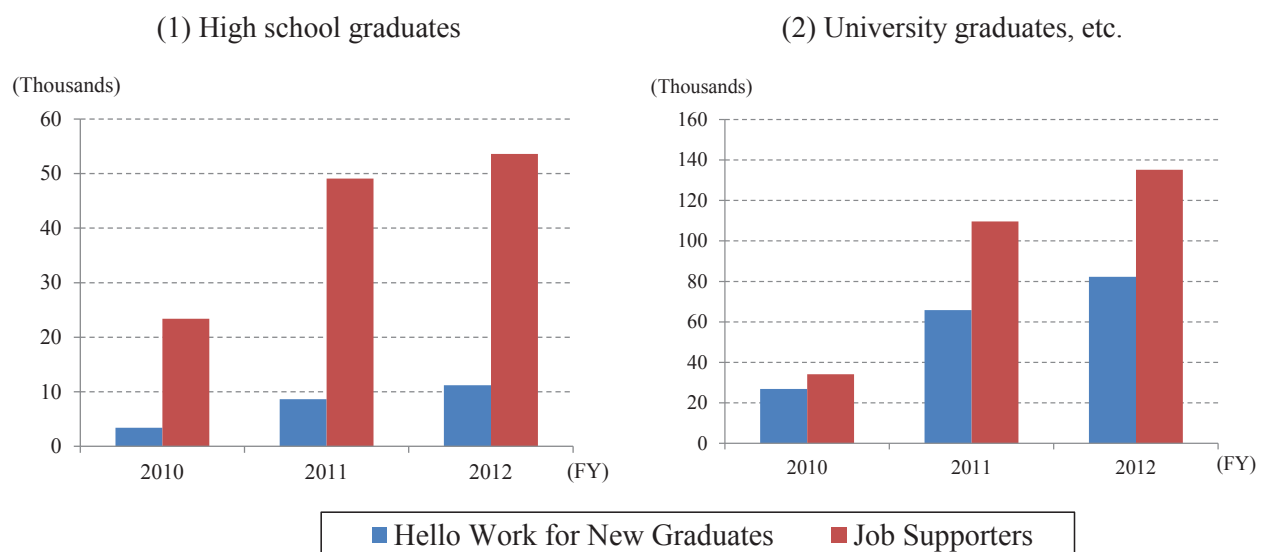 (1) High school graduates
(Thousands)
60
50
40
30
20
10
0
2010 2011 2012 (FY)
(2) University graduates, etc.
(Thousands)
160
140
120
100
80
60
40
20
0
2010 2011 2012 (FY)
Hello Work for New Graduates Job Supporters